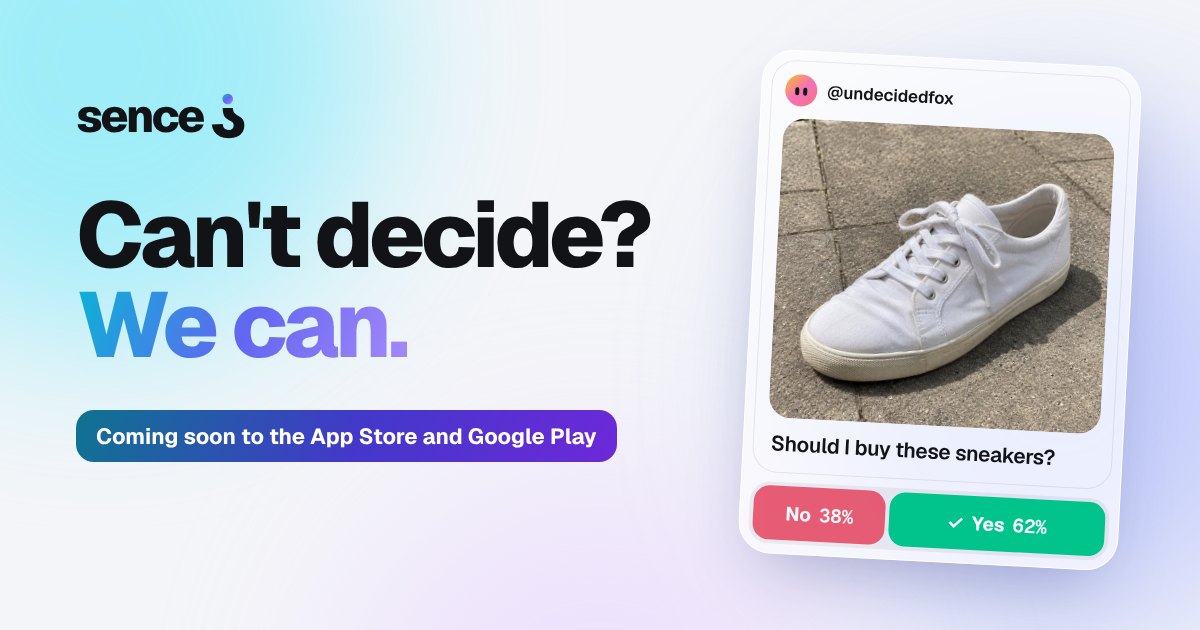 sence
Can't decide?
We can.
Coming soon to the App Store and Google Play
@undecidedfox
Should I buy these sneakers?
No 38%
✓ Yes 62%